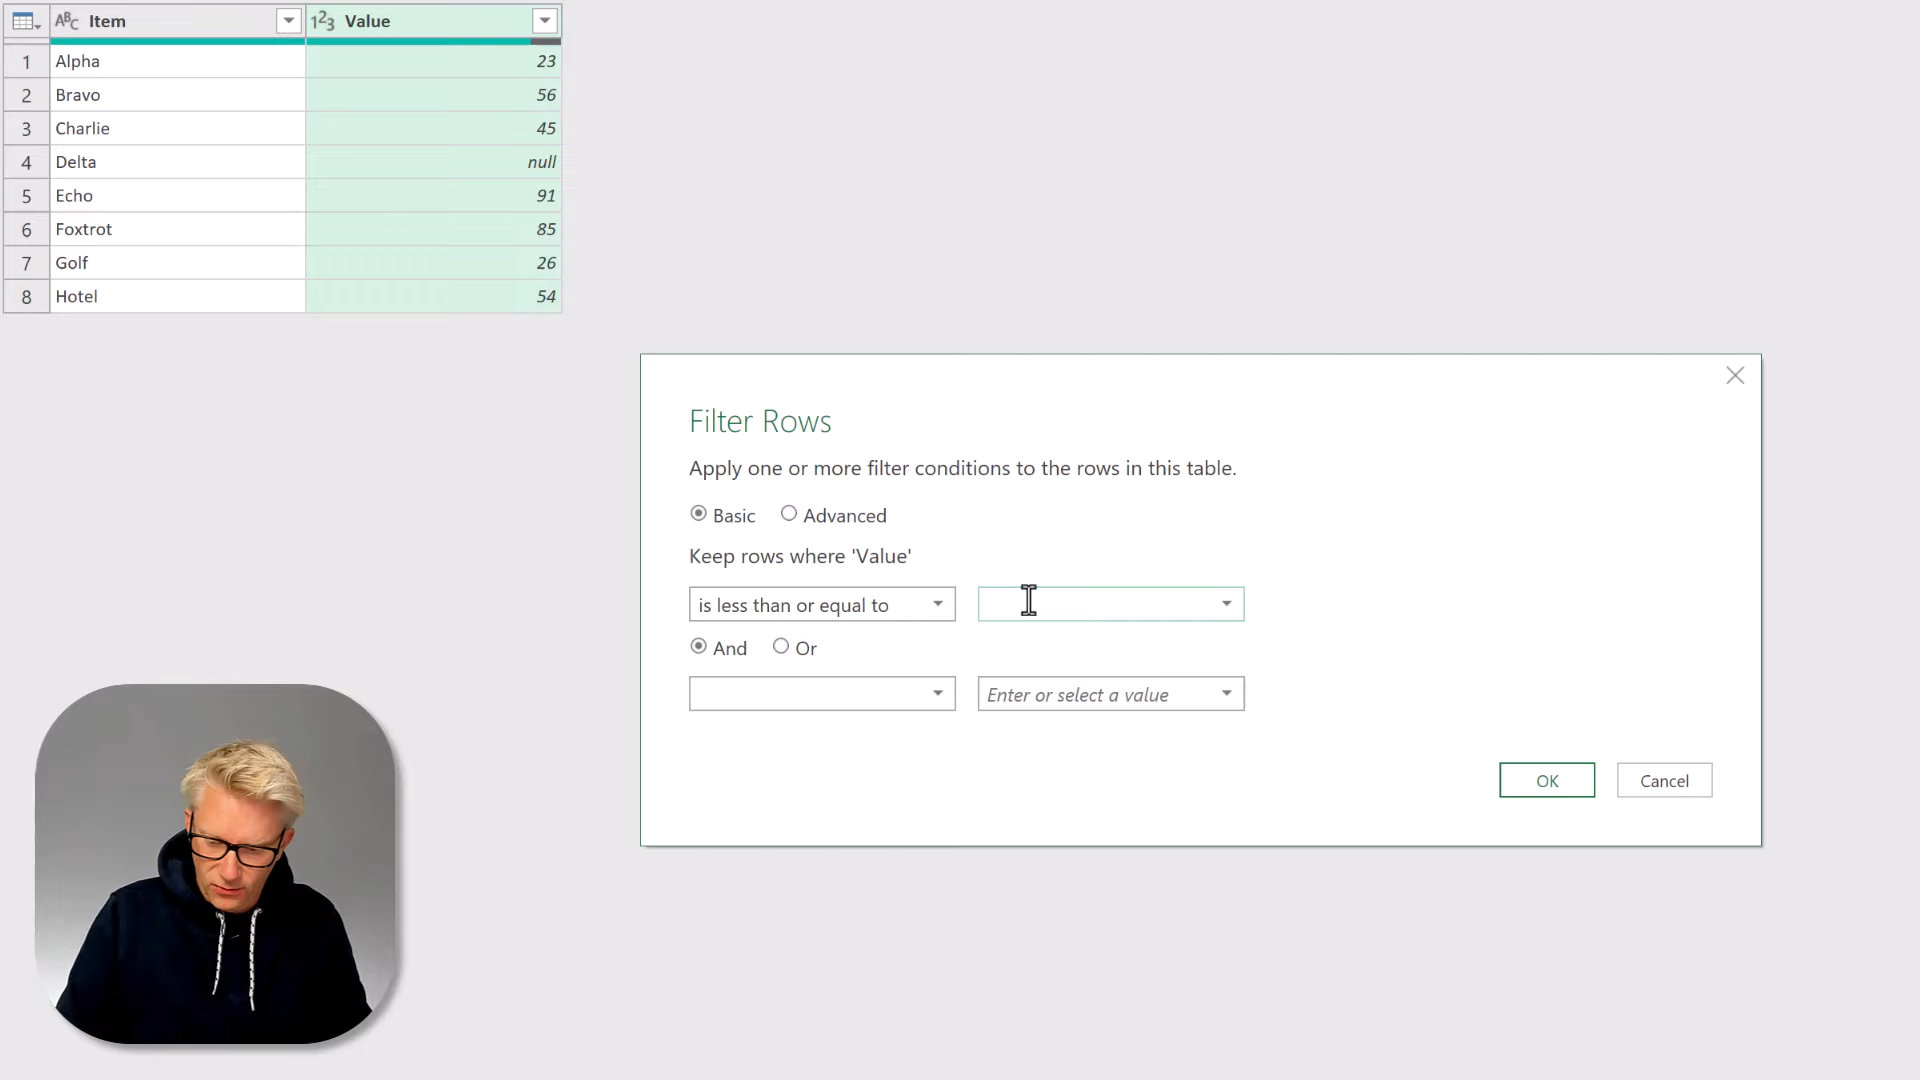 ABC Item 123 Value
1 Alpha 23
2 Bravo 56
3 Charlie 45
4 Delta null
5 Echo 91
6 Foxtrot 85
7 Golf 26
8 Hotel 54
Filter Rows
Apply one or more filter conditions to the rows in this table.
Basic Advanced
Keep rows where 'Value'
is less than or equal to
And Or
Enter or select a value
OK Cancel